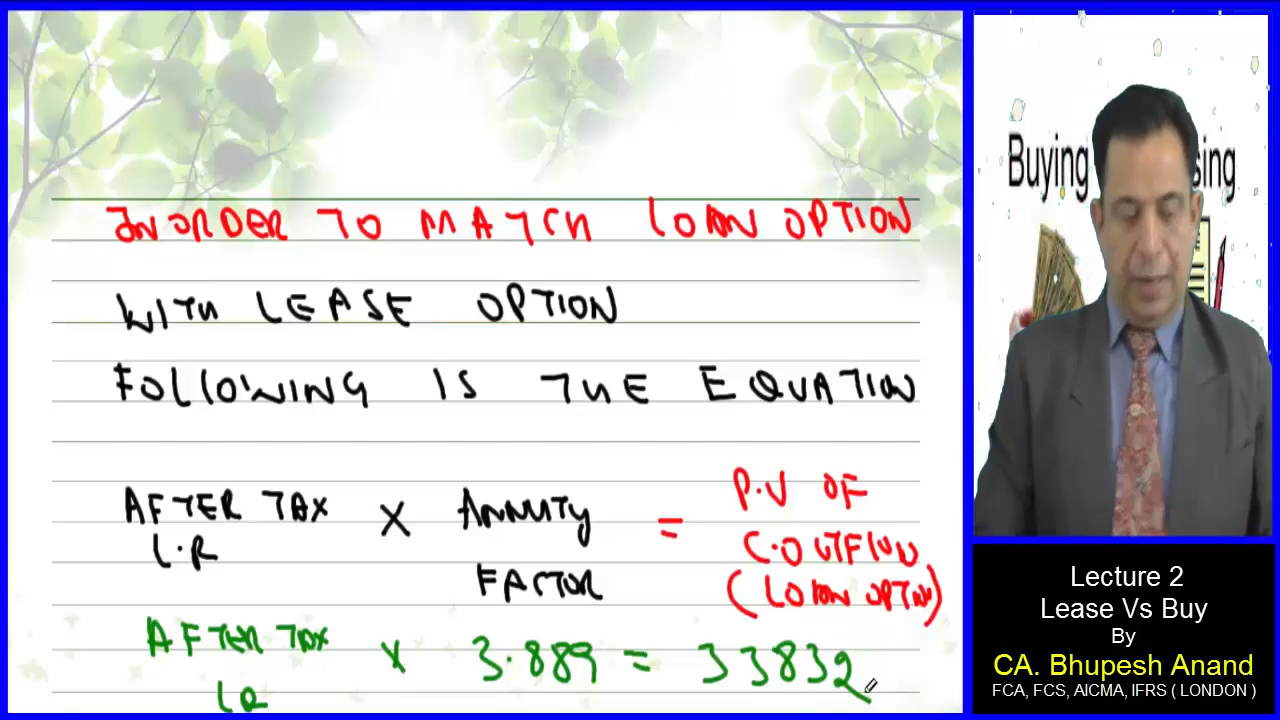 INORDER TO MATCH LOAN OPTION
WITH LEASE OPTION
FOLLOWING IS THE EQUATION
AFTER TAX L.R X ANNUITY FACTOR = P.V OF C.OUTFLOW (LOAN OPTION)
AFTER TAX LR X 3.889 = 33832
Buying
sing
Lecture 2
Lease Vs Buy
By
CA. Bhupesh Anand
FCA, FCS, AICMA, IFRS ( LONDON )